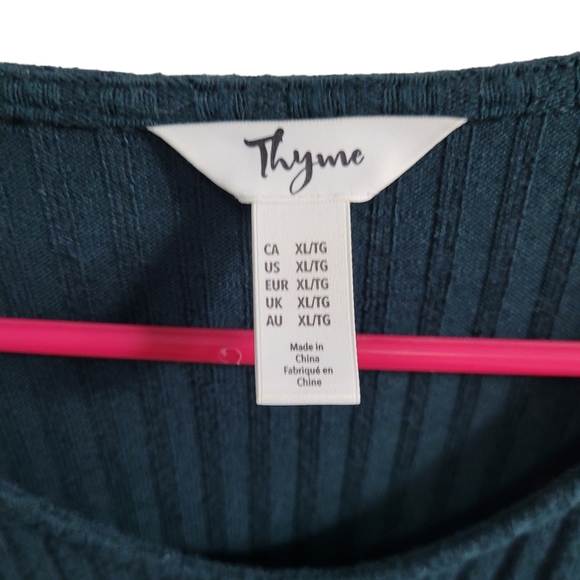 Thyme
CA XL/TG
US XL/TG
EUR XL/TG
UK XL/TG
AU XL/TG
Made in
China
Fabriqué en
Chine